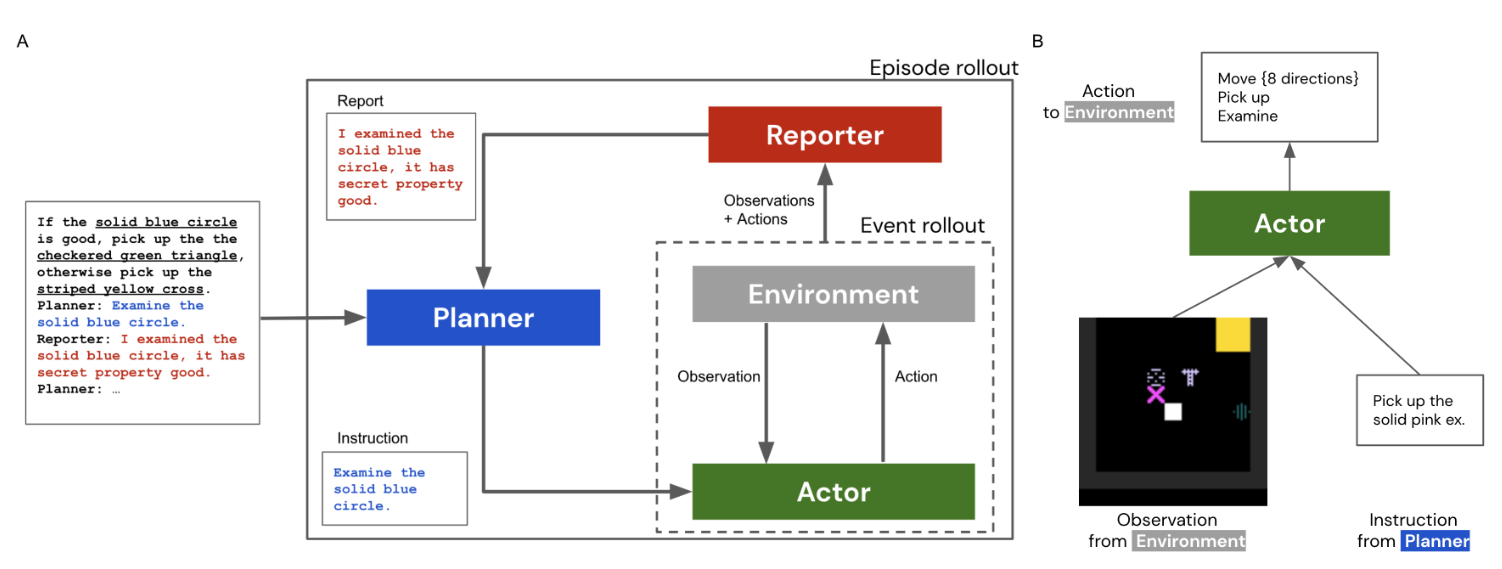 A
Episode rollout
Report
I examined the
solid blue
circle, it has
secret property
good.
Reporter
Observations
+ Actions
Event rollout
If the solid blue circle
is good, pick up the the
checkered green triangle,
otherwise pick up the
striped yellow cross.
Planner: Examine the
solid blue circle.
Reporter: I examined the
solid blue circle, it has
secret property good.
Planner: …
Planner
Environment
Observation
Action
Instruction
Examine the
solid blue
circle.
Actor
B
Action
to Environment
Move {8 directions}
Pick up
Examine
Actor
Pick up the
solid pink ex.
Observation
from Environment
Instruction
from Planner